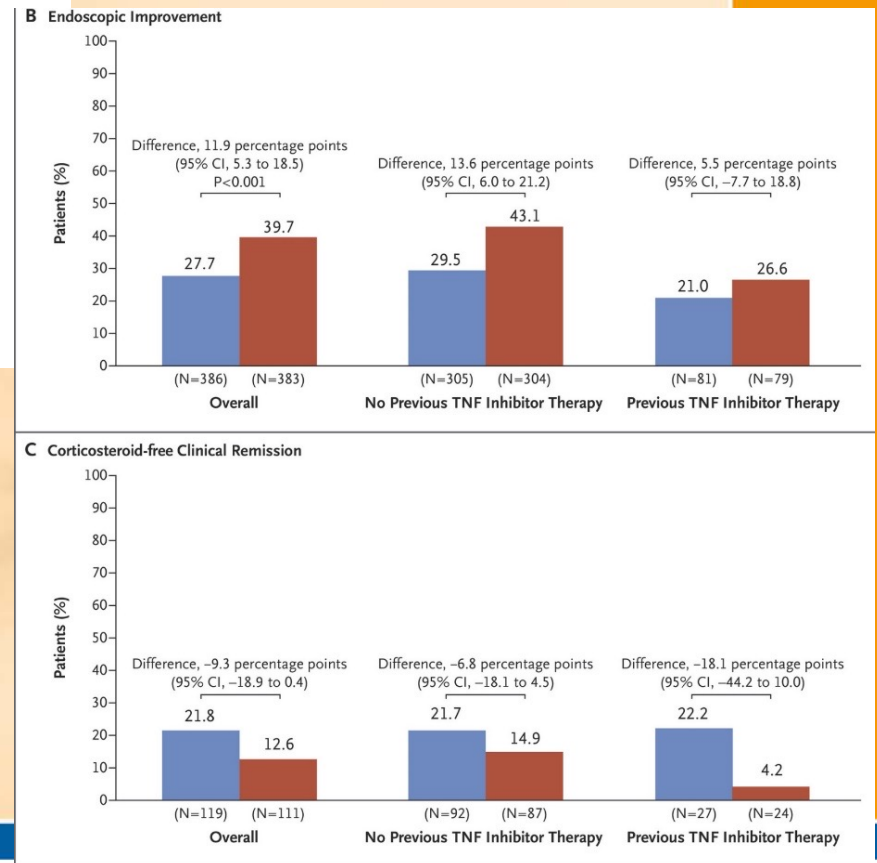 B Endoscopic Improvement
100
90
80
70
60
50
40
30
20
10
0
Patients (%)
Difference, 11.9 percentage points
(95% CI, 5.3 to 18.5)
P<0.001
27.7
39.7
(N=386) (N=383)
Overall
Difference, 13.6 percentage points
(95% CI, 6.0 to 21.2)
29.5
43.1
(N=305) (N=304)
No Previous TNF Inhibitor Therapy
Difference, 5.5 percentage points
(95% CI, −7.7 to 18.8)
21.0
26.6
(N=81) (N=79)
Previous TNF Inhibitor Therapy
C Corticosteroid-free Clinical Remission
100
90
80
70
60
50
40
30
20
10
0
Patients (%)
Difference, −9.3 percentage points
(95% CI, −18.9 to 0.4)
21.8
12.6
(N=119) (N=111)
Overall
Difference, −6.8 percentage points
(95% CI, −18.1 to 4.5)
21.7
14.9
(N=92) (N=87)
No Previous TNF Inhibitor Therapy
Difference, −18.1 percentage points
(95% CI, −44.2 to 10.0)
22.2
4.2
(N=27) (N=24)
Previous TNF Inhibitor Therapy